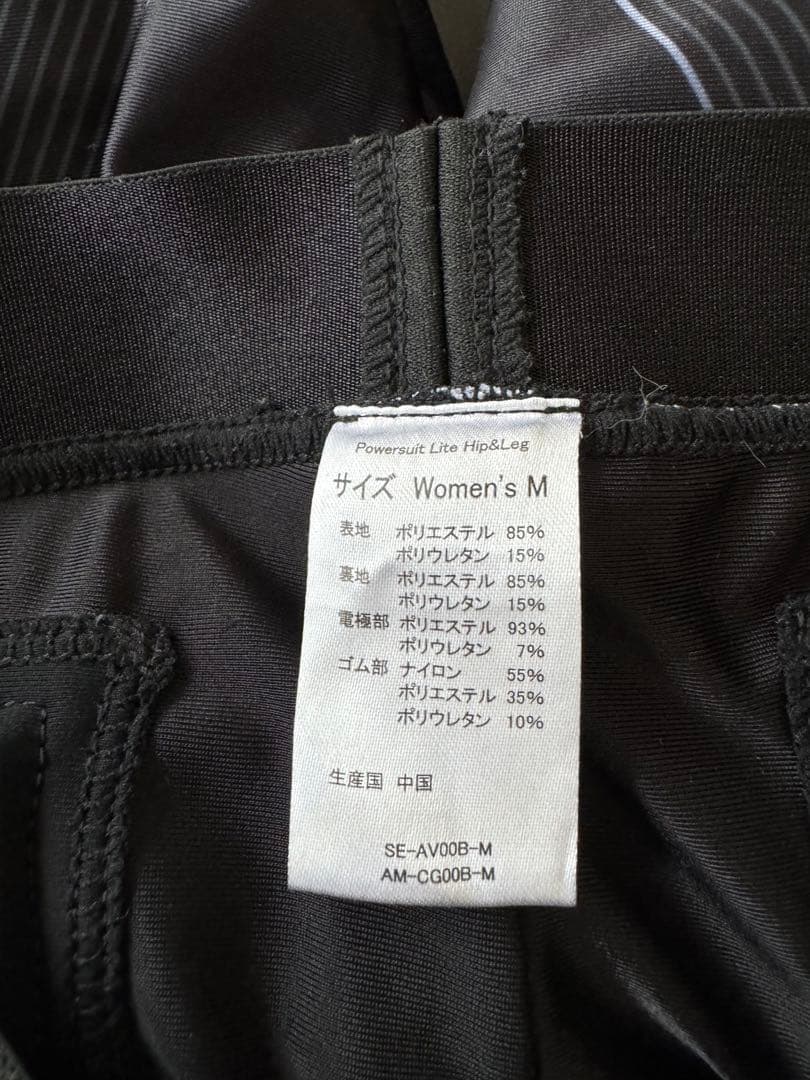 Powersuit Lite Hip&Leg
サイズ Women's M
表地 ポリエステル 85%
ポリウレタン 15%
裏地 ポリエステル 85%
ポリウレタン 15%
電極部 ポリエステル 93%
ポリウレタン 7%
ゴム部 ナイロン 55%
ポリエステル 35%
ポリウレタン 10%
生産国 中国
SE-AV00B-M
AM-CG00B-M